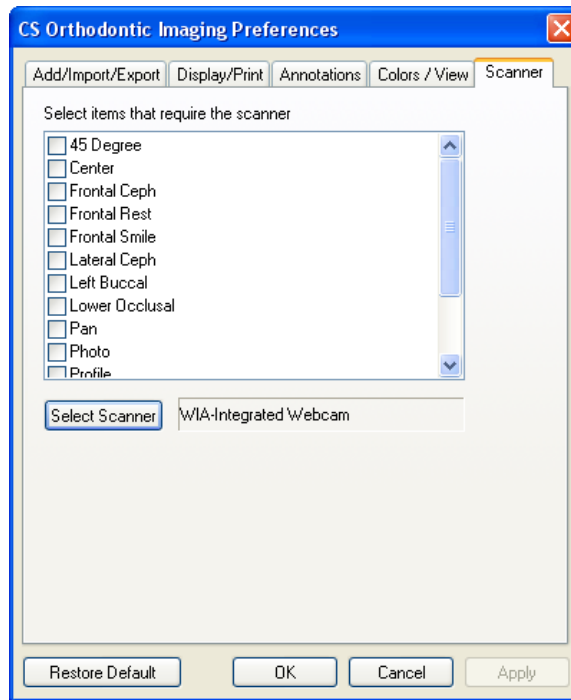 CS Orthodontic Imaging Preferences
Add/Import/Export Display/Print Annotations Colors / View Scanner
Select items that require the scanner
45 Degree
Center
Frontal Ceph
Frontal Rest
Frontal Smile
Lateral Ceph
Left Buccal
Lower Occlusal
Pan
Photo
Profile
Select Scanner WIA-Integrated Webcam
Restore Default OK Cancel Apply